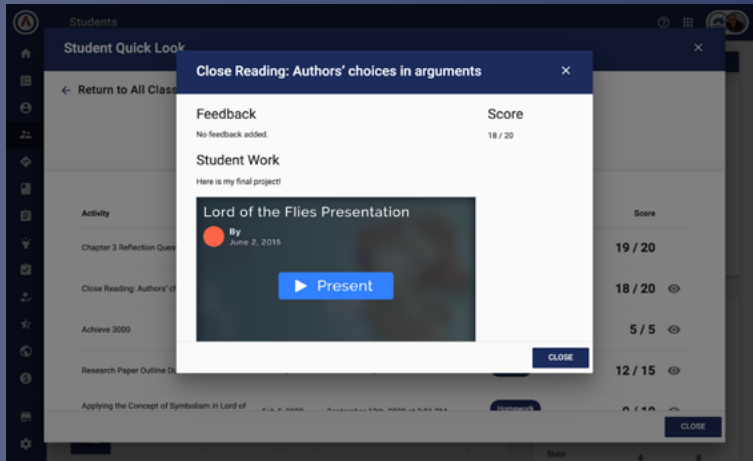 Students
Student Quick Look
Close Reading: Authors' choices in arguments
← Return to All Class
Feedback
No feedback added.
Score
18 / 20
Student Work
Here is my final project!
Lord of the Flies Presentation
By
June 2, 2015
Present
CLOSE
Activity
Score
Chapter 3 Reflection Ques
19 / 20
Close Reading: Authors' ch
18 / 20
Achieve 3000
5 / 5
Research Paper Outline Du
12 / 15
Applying the Concept of Symbolism in Lord of
Homework
CLOSE
State